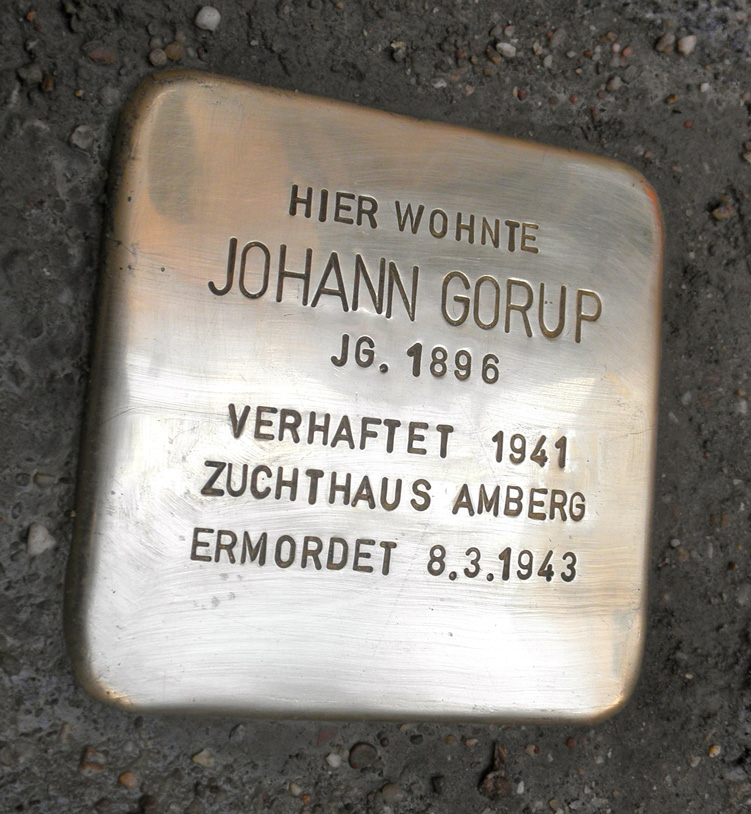 HIER WOHNTE
JOHANN GORUP
JG. 1896
VERHAFTET 1941
ZUCHTHAUS AMBERG
ERMORDET 8.3.1943